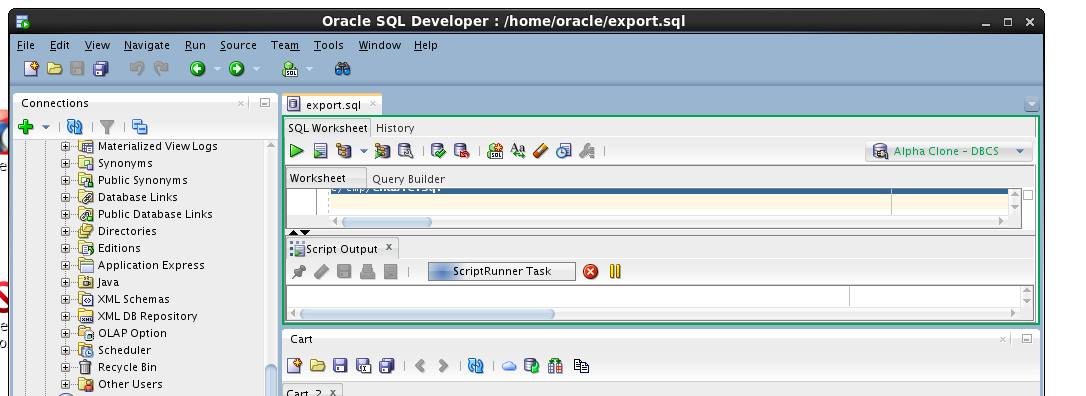 Oracle SQL Developer : /home/oracle/export.sql
File Edit View Navigate Run Source Team Tools Window Help
Connections
export.sql
SQL Worksheet History
Alpha Clone - DBCS
Worksheet Query Builder
Materialized View Logs
Synonyms
Public Synonyms
Database Links
Public Database Links
Directories
Editions
Application Express
Java
XML Schemas
XML DB Repository
OLAP Option
Scheduler
Recycle Bin
Other Users
Script Output
ScriptRunner Task
Cart
Cart_2